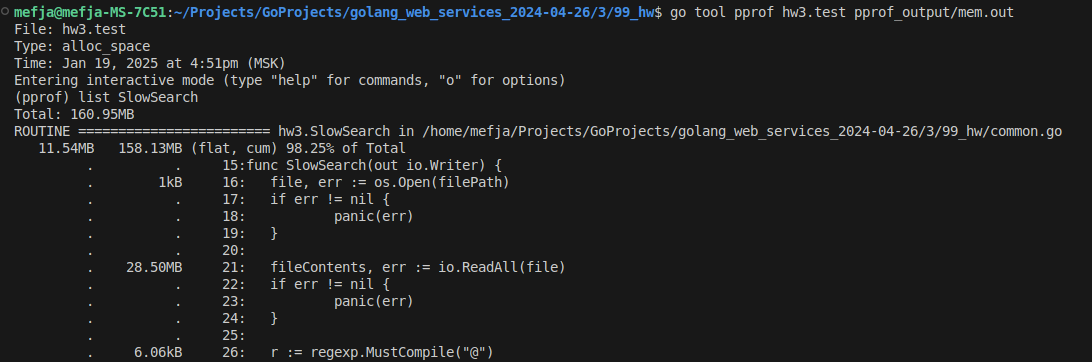 mefja@mefja-MS-7C51:~/Projects/GoProjects/golang_web_services_2024-04-26/3/99_hw$ go tool pprof hw3.test pprof_output/mem.out
File: hw3.test
Type: alloc_space
Time: Jan 19, 2025 at 4:51pm (MSK)
Entering interactive mode (type "help" for commands, "o" for options)
(pprof) list SlowSearch
Total: 160.95MB
ROUTINE ======================== hw3.SlowSearch in /home/mefja/Projects/GoProjects/golang_web_services_2024-04-26/3/99_hw/common.go
   11.54MB   158.13MB (flat, cum) 98.25% of Total
         .          .     15:func SlowSearch(out io.Writer) {
         .        1kB     16:   file, err := os.Open(filePath)
         .          .     17:   if err != nil {
         .          .     18:           panic(err)
         .          .     19:   }
         .          .     20:
         .    28.50MB     21:   fileContents, err := io.ReadAll(file)
         .          .     22:   if err != nil {
         .          .     23:           panic(err)
         .          .     24:   }
         .          .     25:
         .     6.06kB     26:   r := regexp.MustCompile("@")